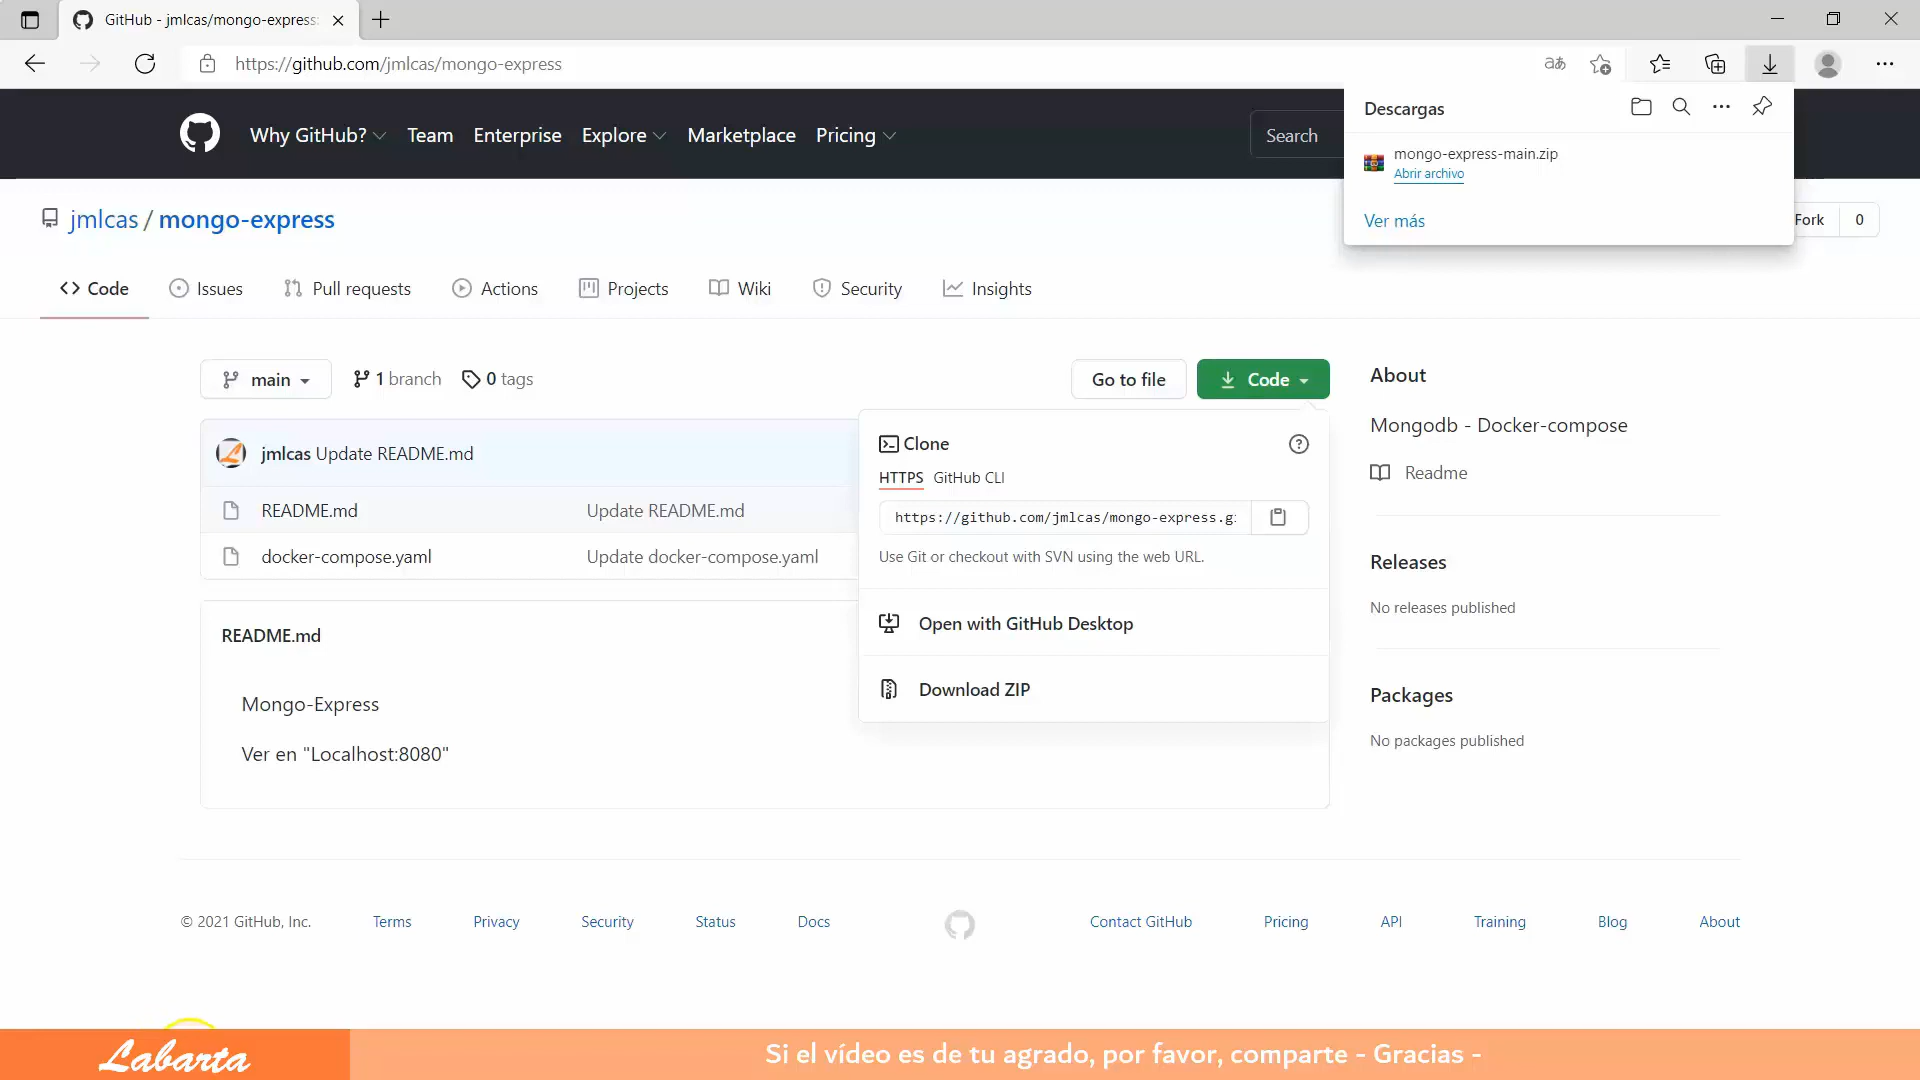 GitHub - jmlcas/mongo-express:
https://github.com/jmlcas/mongo-express
aあ
Descargas
mongo-express-main.zip
Abrir archivo
Ver más
Why GitHub?
Team
Enterprise
Explore
Marketplace
Pricing
Search
jmlcas / mongo-express
Fork 0
Code
Issues
Pull requests
Actions
Projects
Wiki
Security
Insights
main
1 branch
0 tags
Go to file
Code
jmlcas Update README.md
README.md Update README.md
docker-compose.yaml Update docker-compose.yaml
Clone
HTTPS GitHub CLI
https://github.com/jmlcas/mongo-express.gi
Use Git or checkout with SVN using the web URL.
Open with GitHub Desktop
Download ZIP
README.md
Mongo-Express
Ver en "Localhost:8080"
About
Mongodb - Docker-compose
Readme
Releases
No releases published
Packages
No packages published
© 2021 GitHub, Inc.
Terms
Privacy
Security
Status
Docs
Contact GitHub
Pricing
API
Training
Blog
About
Labarta
Si el vídeo es de tu agrado, por favor, comparte - Gracias -